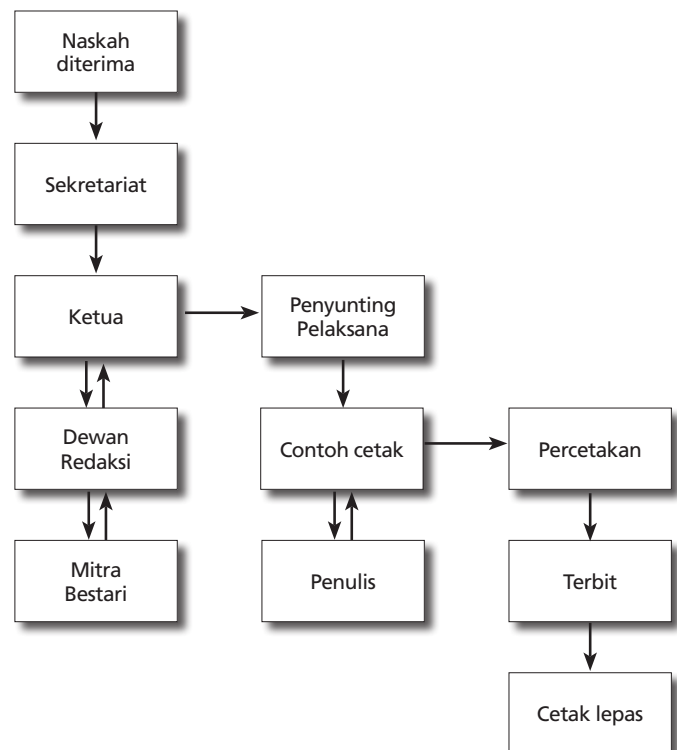 Naskah
diterima
Sekretariat
Ketua
Penyunting
Pelaksana
Dewan
Redaksi
Contoh cetak
Percetakan
Mitra
Bestari
Penulis
Terbit
Cetak lepas